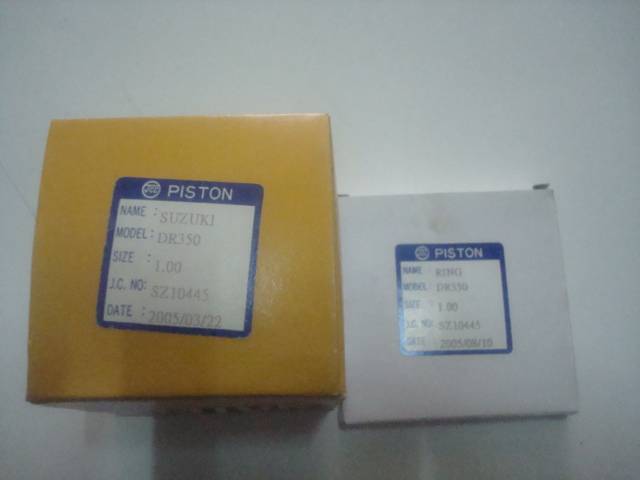 PISTON
NAME : SUZUKI
MODEL: DR350
SIZE : 1.00
J.C. NO: SZ10445
DATE : 2005/03/22
PISTON
NAME RING
MODEL DR350
SIZE : 1.00
J.C. NO: SZ10445
DATE : 2005/08/10